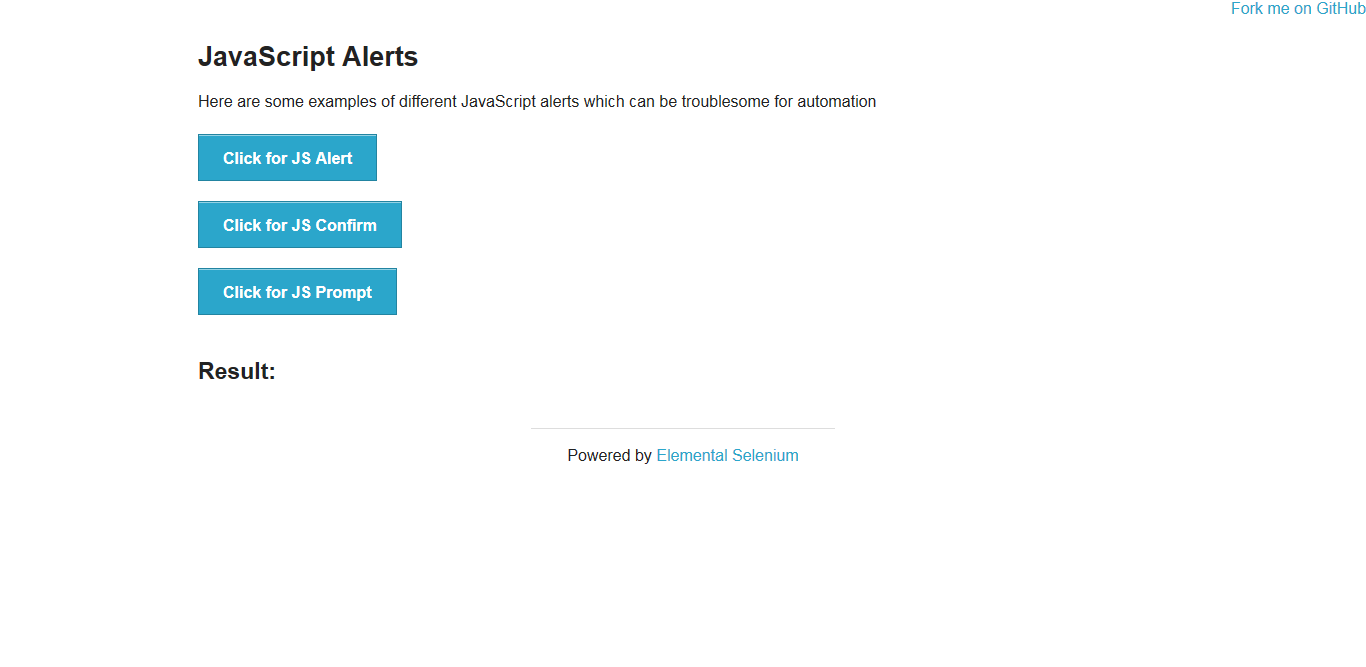 Fork me on GitHub
JavaScript Alerts
Here are some examples of different JavaScript alerts which can be troublesome for automation
Click for JS Alert
Click for JS Confirm
Click for JS Prompt
Result:
Powered by Elemental Selenium